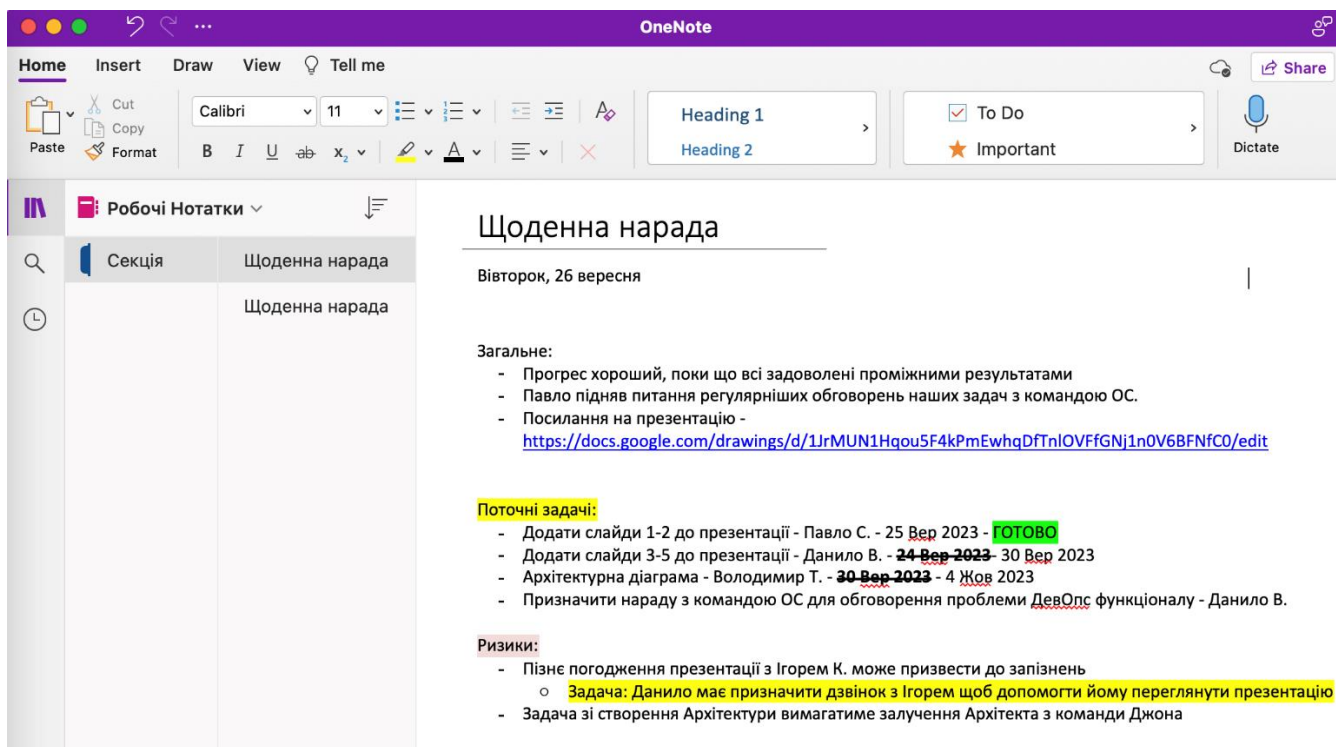 OneNote
Home Insert Draw View Tell me
Share
Paste
Cut
Copy
Format
Calibri 11
B I U ab x2 A
Heading 1
Heading 2
To Do
Important
Dictate
Робочі Нотатки
Секція
Щоденна нарада
Щоденна нарада
Щоденна нарада
Вівторок, 26 вересня
Загальне:
- Прогрес хороший, поки що всі задоволені проміжними результатами
- Павло підняв питання регулярніших обговорень наших задач з командою ОС.
- Посилання на презентацію -
https://docs.google.com/drawings/d/1JrMUN1Hqou5F4kPmEwhqDfTnlOVFfGNj1n0V6BFNfC0/edit
Поточні задачі:
- Додати слайди 1-2 до презентації - Павло С. - 25 Вер 2023 - ГОТОВО
- Додати слайди 3-5 до презентації - Данило В. - 24 Вер 2023 - 30 Вер 2023
- Архітектурна діаграма - Володимир Т. - 30 Вер 2023 - 4 Жов 2023
- Призначити нараду з командою ОС для обговорення проблеми ДевОпс функціоналу - Данило В.
Ризики:
- Пізнє погодження презентації з Ігорем К. може призвести до запізнень
○ Задача: Данило має призначити дзвінок з Ігорем щоб допомогти йому переглянути презентацію
- Задача зі створення Архітектури вимагатиме залучення Архітекта з команди Джона